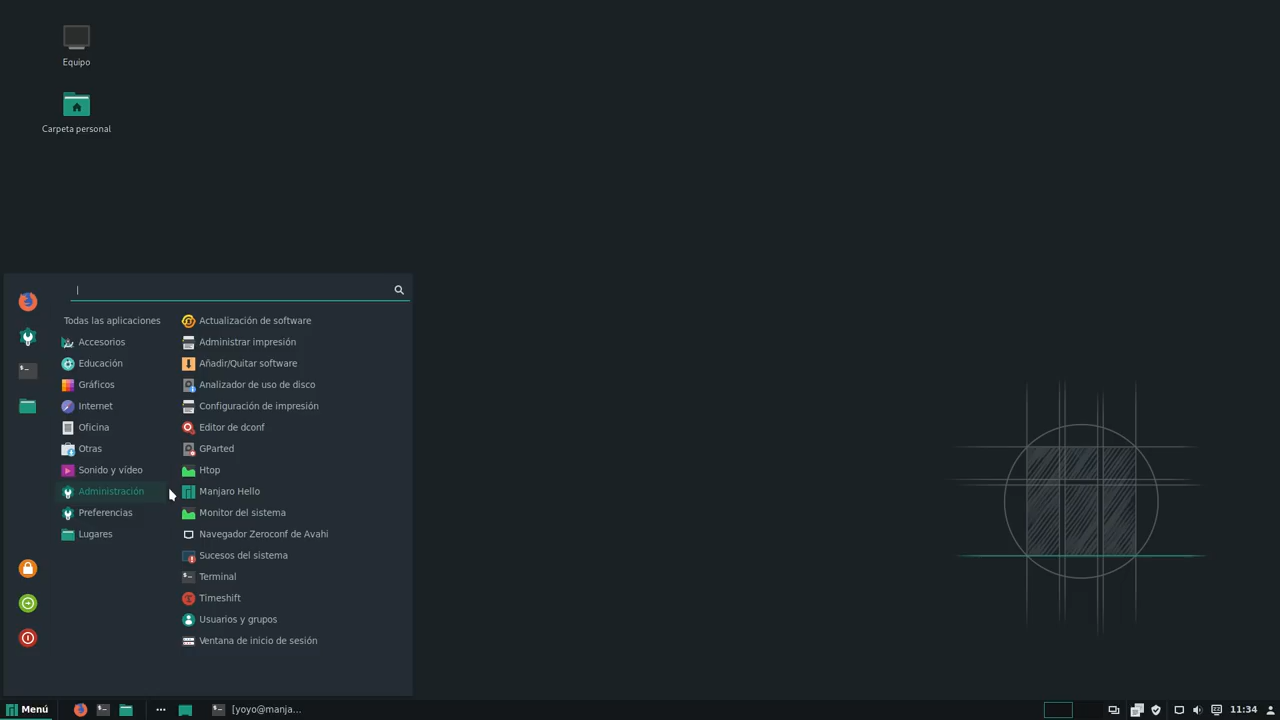 Equipo
Carpeta personal
Todas las aplicaciones
Accesorios
Educación
Gráficos
Internet
Oficina
Otras
Sonido y vídeo
Administración
Preferencias
Lugares
Actualización de software
Administrar impresión
Añadir/Quitar software
Analizador de uso de disco
Configuración de impresión
Editor de dconf
GParted
Htop
Manjaro Hello
Monitor del sistema
Navegador Zeroconf de Avahi
Sucesos del sistema
Terminal
Timeshift
Usuarios y grupos
Ventana de inicio de sesión
Menú
[yoyo@manja...
11:34